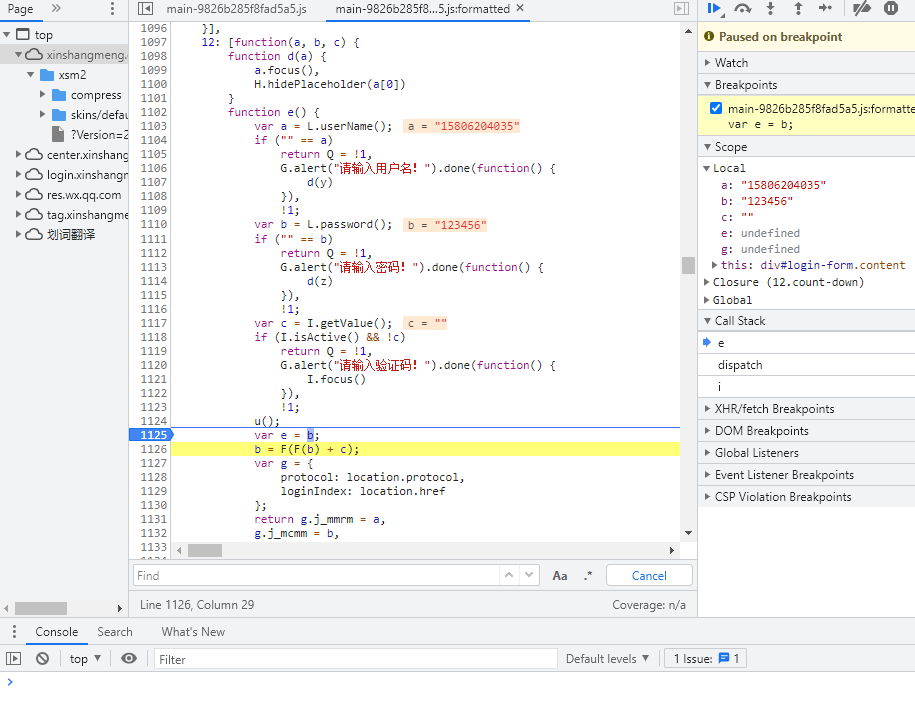 Page » main-9826b285f8fad5a5.js main-9826b285f8f...5.js:formatted ×
top
xinshangmeng.
xsm2
compress
skins/defau
?Version=2
center.xinshang
login.xinshang
res.wx.qq.com
tag.xinshangme
划词翻译
1096 }],
1097 12: [function(a, b, c) {
1098 function d(a) {
1099 a.focus(),
1100 H.hidePlaceholder(a[0])
1101 }
1102 function e() {
1103 var a = L.userName(); a = "15806204035"
1104 if ("" == a)
1105 return Q = !1,
1106 G.alert("请输入用户名! ").done(function() {
1107 d(y)
1108 }),
1109 !1;
1110 var b = L.password(); b = "123456"
1111 if ("" == b)
1112 return Q = !1,
1113 G.alert("请输入密码! ").done(function() {
1114 d(z)
1115 }),
1116 !1;
1117 var c = I.getValue(); c = ""
1118 if (I.isActive() && !c)
1119 return Q = !1,
1120 G.alert("请输入验证码! ").done(function() {
1121 I.focus()
1122 }),
1123 !1;
1124 u();
1125 var e = b;
1126 b = F(F(b) + c);
1127 var g = {
1128 protocol: location.protocol,
1129 loginIndex: location.href
1130 };
1131 return g.j_mmrm = a,
1132 g.j_mcmm = b,
1133
Find Aa .* Cancel
Line 1126, Column 29 Coverage: n/a
Paused on breakpoint
Watch
Breakpoints
main-9826b285f8fad5a5.js:formatte
var e = b;
Scope
Local
a: "15806204035"
b: "123456"
c: ""
e: undefined
g: undefined
this: div#login-form.content
Closure (12.count-down)
Global
Call Stack
e
dispatch
i
XHR/fetch Breakpoints
DOM Breakpoints
Global Listeners
Event Listener Breakpoints
CSP Violation Breakpoints
Console Search What's New
top ▼ Filter Default levels ▼ 1 Issue: 1
>